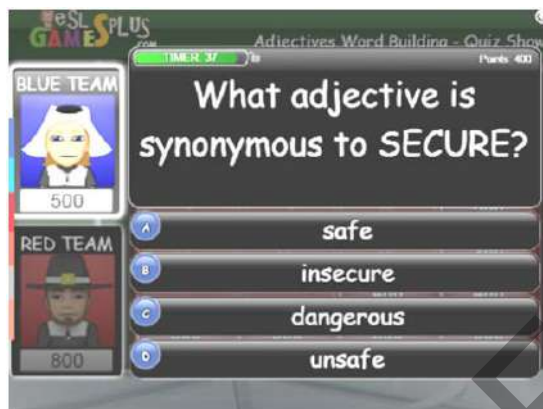 eSL
GAMES PLUS
.COM
Adjectives Word Building - Quiz Show
TIMER 37
Points 400
BLUE TEAM
500
RED TEAM
800
What adjective is
synonymous to SECURE?
A safe
B insecure
C dangerous
D unsafe